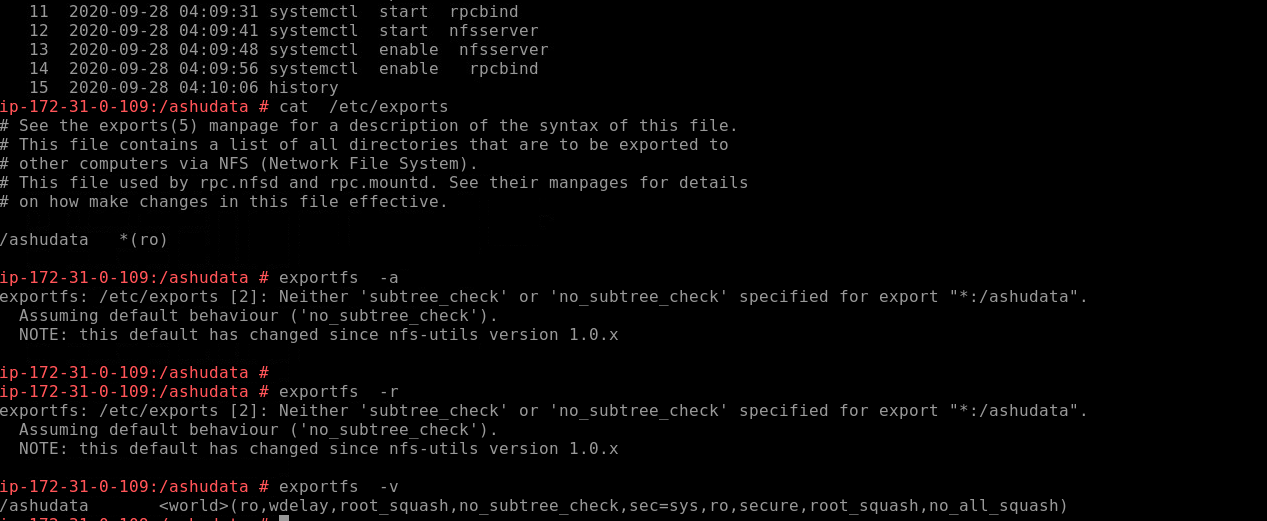 11  2020-09-28 04:09:31 systemctl  start  rpcbind
12  2020-09-28 04:09:41 systemctl  start  nfsserver
13  2020-09-28 04:09:48 systemctl  enable  nfsserver
14  2020-09-28 04:09:56 systemctl  enable   rpcbind
15  2020-09-28 04:10:06 history
ip-172-31-0-109:/ashudata # cat  /etc/exports
# See the exports(5) manpage for a description of the syntax of this file.
# This file contains a list of all directories that are to be exported to
# other computers via NFS (Network File System).
# This file used by rpc.nfsd and rpc.mountd. See their manpages for details
# on how make changes in this file effective.
/ashudata   *(ro)
ip-172-31-0-109:/ashudata # exportfs  -a
exportfs: /etc/exports [2]: Neither 'subtree_check' or 'no_subtree_check' specified for export "*:/ashudata".
  Assuming default behaviour ('no_subtree_check').
  NOTE: this default has changed since nfs-utils version 1.0.x
ip-172-31-0-109:/ashudata #
ip-172-31-0-109:/ashudata # exportfs  -r
exportfs: /etc/exports [2]: Neither 'subtree_check' or 'no_subtree_check' specified for export "*:/ashudata".
  Assuming default behaviour ('no_subtree_check').
  NOTE: this default has changed since nfs-utils version 1.0.x
ip-172-31-0-109:/ashudata # exportfs  -v
/ashudata       <world>(ro,wdelay,root_squash,no_subtree_check,sec=sys,ro,secure,root_squash,no_all_squash)
ip-172-31-0-109:/ashudata #